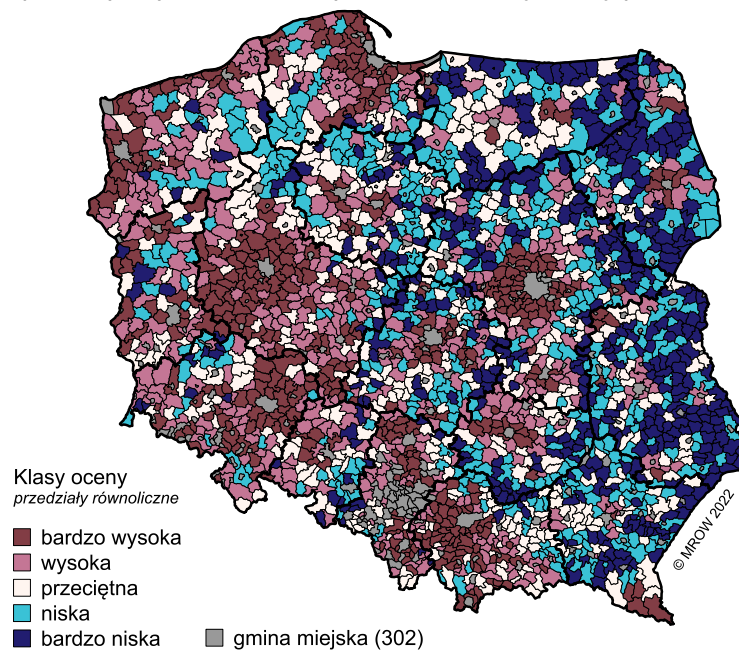 Klasy oceny
przedziały równoliczne
bardzo wysoka
wysoka
przeciętna
niska
bardzo niska
gmina miejska (302)
© MROW 2022